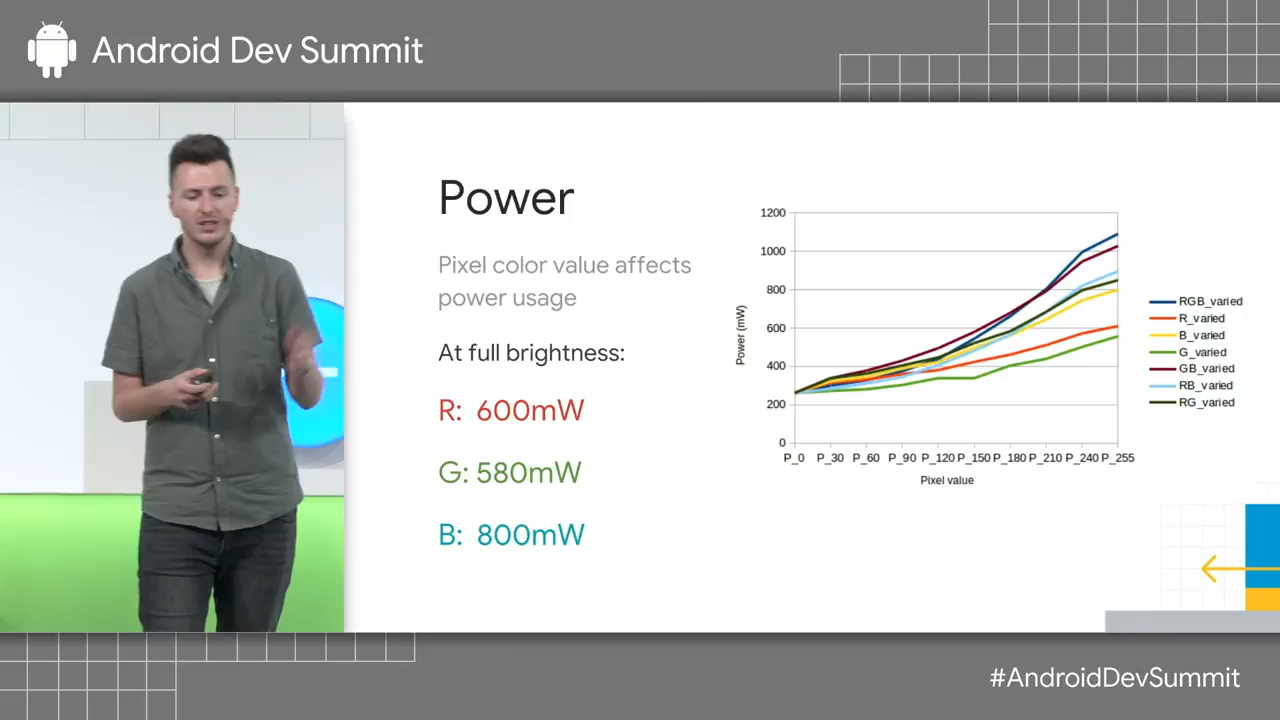 Android Dev Summit
Power
Pixel color value affects
power usage
At full brightness:
R: 600mW
G: 580mW
B: 800mW
1200
1000
800
600
400
200
0
Power (mW)
P_0 P_30 P_60 P_90 P_120 P_150 P_180 P_210 P_240 P_255
Pixel value
RGB_varied
R_varied
B_varied
G_varied
GB_varied
RB_varied
RG_varied
#AndroidDevSummit